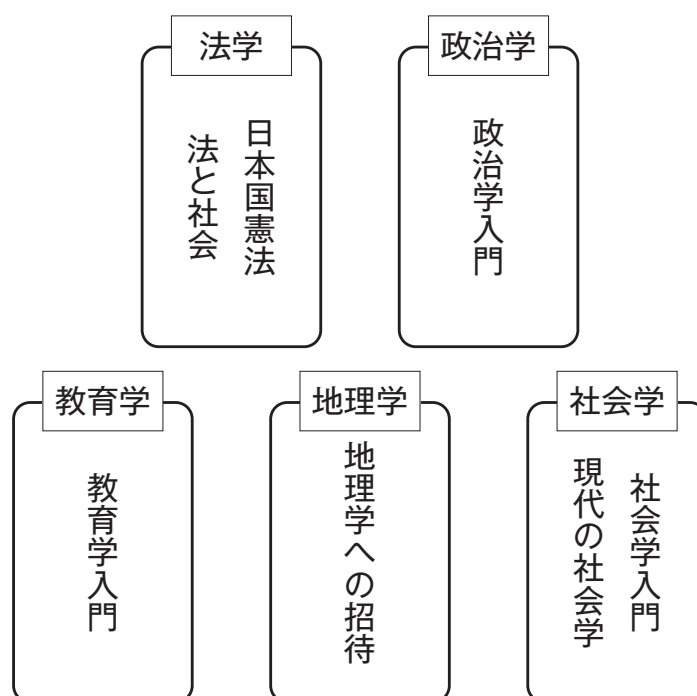 法学
日本国憲法
法と社会
政治学
政治学入門
教育学
教育学入門
地理学
地理学への招待
社会学
社会学入門
現代の社会学